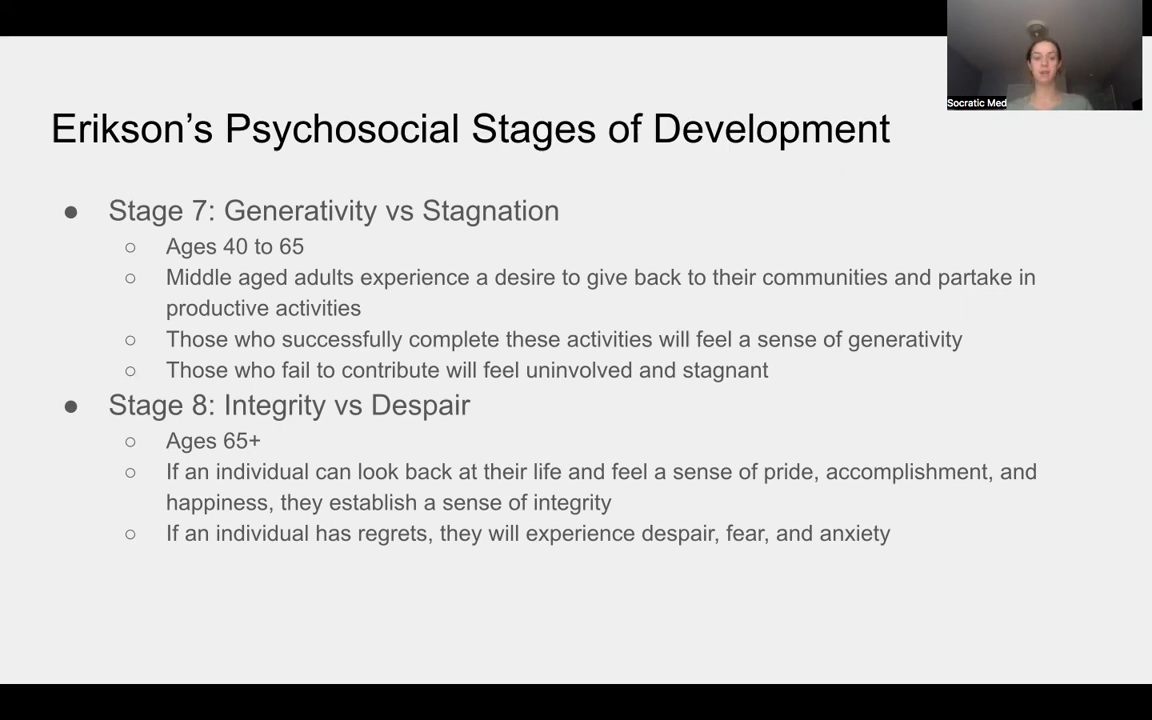 Socratic Med
Erikson's Psychosocial Stages of Development
● Stage 7: Generativity vs Stagnation
○ Ages 40 to 65
○ Middle aged adults experience a desire to give back to their communities and partake in
productive activities
○ Those who successfully complete these activities will feel a sense of generativity
○ Those who fail to contribute will feel uninvolved and stagnant
● Stage 8: Integrity vs Despair
○ Ages 65+
○ If an individual can look back at their life and feel a sense of pride, accomplishment, and
happiness, they establish a sense of integrity
○ If an individual has regrets, they will experience despair, fear, and anxiety